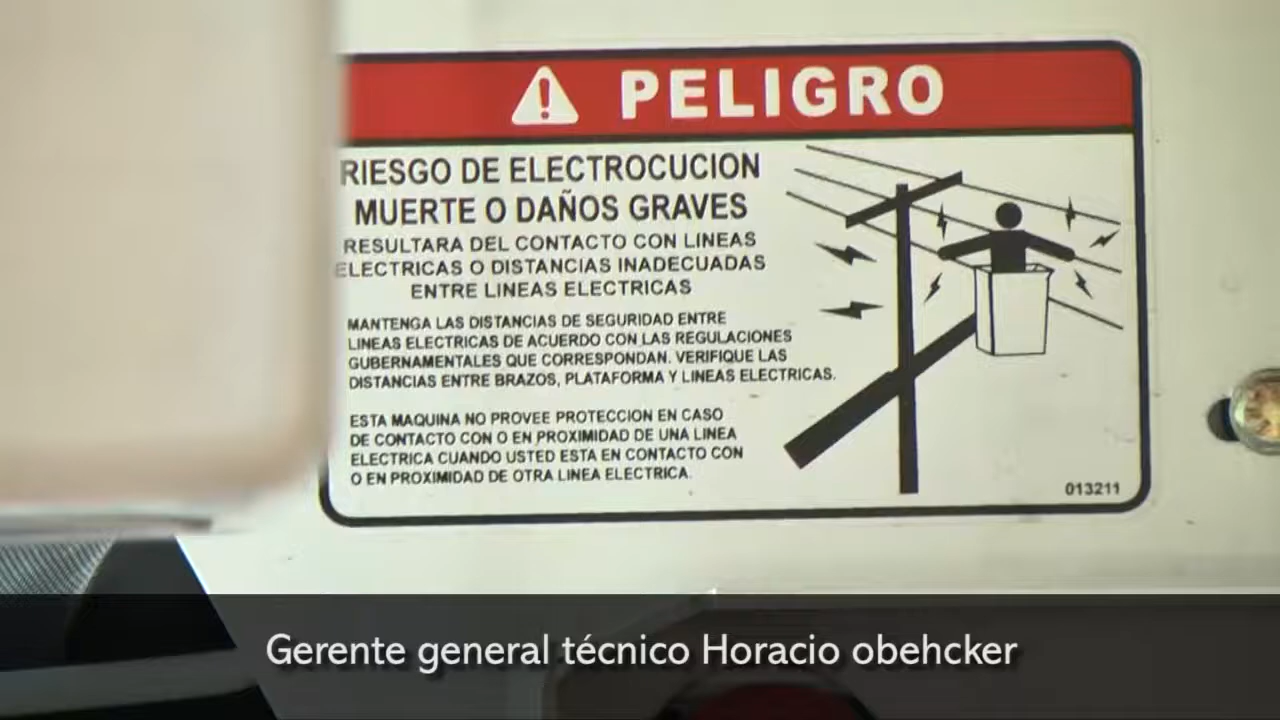 PELIGRO
RIESGO DE ELECTROCUCION
MUERTE O DAÑOS GRAVES
RESULTARA DEL CONTACTO CON LINEAS
ELECTRICAS O DISTANCIAS INADECUADAS
ENTRE LINEAS ELECTRICAS
MANTENGA LAS DISTANCIAS DE SEGURIDAD ENTRE
LINEAS ELECTRICAS DE ACUERDO CON LAS REGULACIONES
GUBERNAMENTALES QUE CORRESPONDAN. VERIFIQUE LAS
DISTANCIAS ENTRE BRAZOS, PLATAFORMA Y LINEAS ELECTRICAS.
ESTA MAQUINA NO PROVEE PROTECCION EN CASO
DE CONTACTO CON O EN PROXIMIDAD DE UNA LINEA
ELECTRICA CUANDO USTED ESTA EN CONTACTO CON
O EN PROXIMIDAD DE OTRA LINEA ELECTRICA.
013211
Gerente general técnico Horacio obehcker